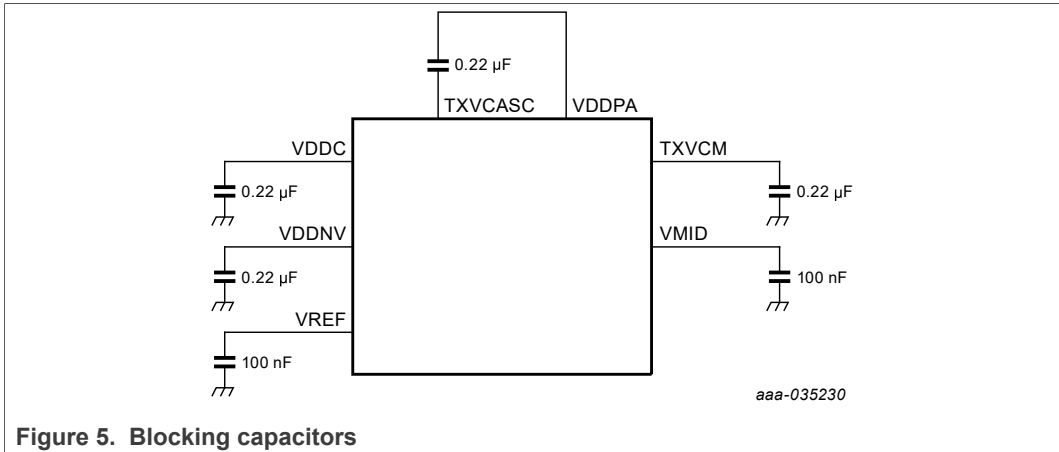 0.22 µF
TXVCASC VDDPA
VDDC TXVCM
0.22 µF 0.22 µF
VDDNV VMID
0.22 µF 100 nF
VREF
100 nF
aaa-035230
Figure 5. Blocking capacitors